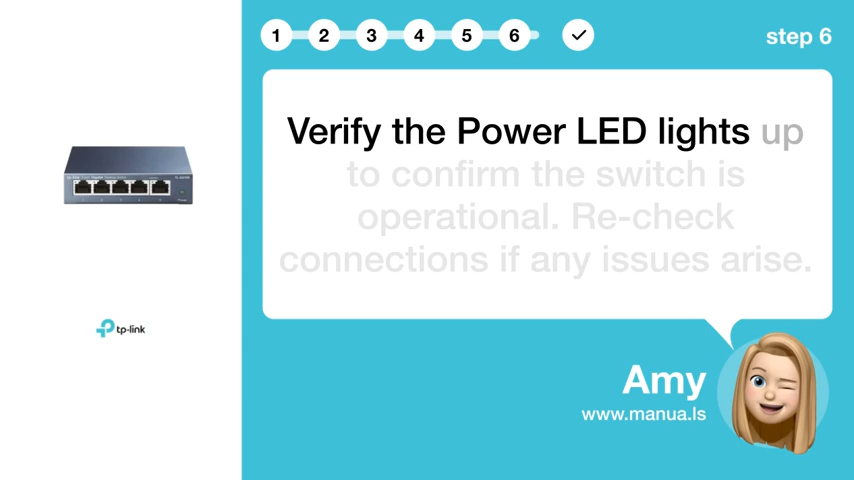 1 2 3 4 5 6
step 6
Verify the Power LED lights up
to confirm the switch is
operational. Re-check
connections if any issues arise.
tp-link
Amy
www.manua.ls